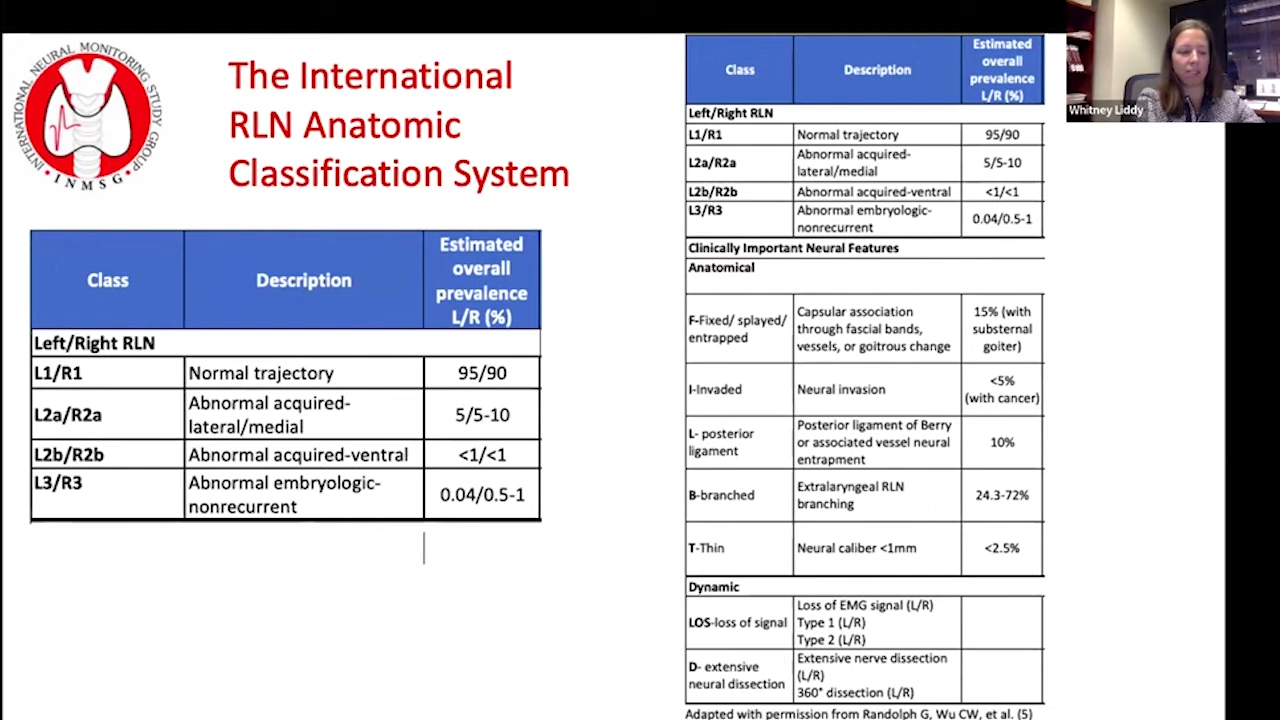 INTERNATIONAL NEURAL MONITORING STUDY GROUP
• INMSG •
The International
RLN Anatomic
Classification System
Class
Description
Estimated
overall
prevalence
L/R (%)
Left/Right RLN
L1/R1
Normal trajectory
95/90
L2a/R2a
Abnormal acquired-
lateral/medial
5/5-10
L2b/R2b
Abnormal acquired-ventral
<1/<1
L3/R3
Abnormal embryologic-
nonrecurrent
0.04/0.5-1
Class
Description
Estimated
overall
prevalence
L/R (%)
Left/Right RLN
L1/R1
Normal trajectory
95/90
L2a/R2a
Abnormal acquired-
lateral/medial
5/5-10
L2b/R2b
Abnormal acquired-ventral
<1/<1
L3/R3
Abnormal embryologic-
nonrecurrent
0.04/0.5-1
Clinically Important Neural Features
Anatomical
F-Fixed/ splayed/
entrapped
Capsular association
through fascial bands,
vessels, or goitrous change
15% (with
substernal
goiter)
I-Invaded
Neural invasion
<5%
(with cancer)
L- posterior
ligament
Posterior ligament of Berry
or associated vessel neural
entrapment
10%
B-branched
Extralaryngeal RLN
branching
24.3-72%
T-Thin
Neural caliber <1mm
<2.5%
Dynamic
LOS-loss of signal
Loss of EMG signal (L/R)
Type 1 (L/R)
Type 2 (L/R)
D- extensive
neural dissection
Extensive nerve dissection
(L/R)
360° dissection (L/R)
Adapted with permission from Randolph G, Wu CW, et al. (5)
Whitney Liddy